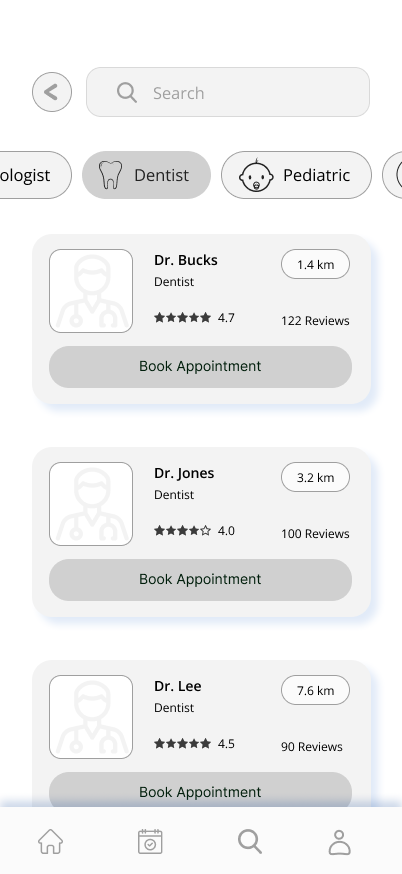 Search
ologist
Dentist
Pediatric
Dr. Bucks
1.4 km
Dentist
4.7
122 Reviews
Book Appointment
Dr. Jones
3.2 km
Dentist
4.0
100 Reviews
Book Appointment
Dr. Lee
7.6 km
Dentist
4.5
90 Reviews
Book Appointment